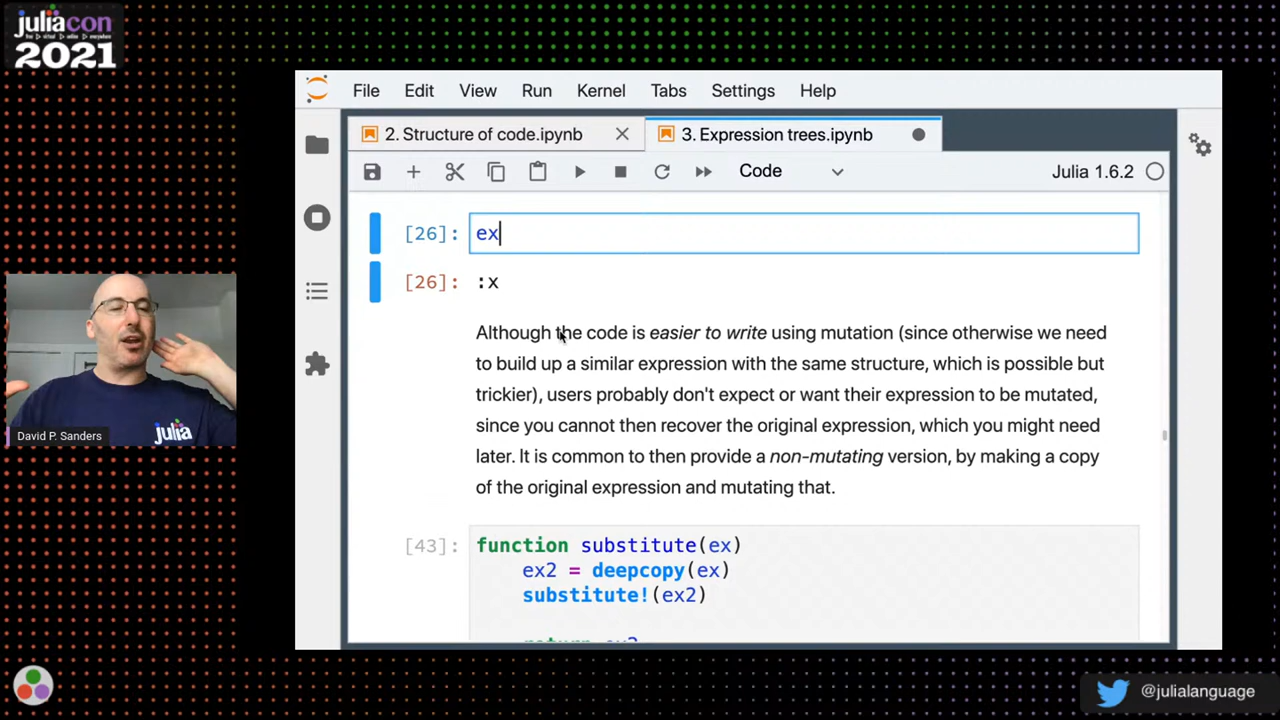 juliacon
2021
File Edit View Run Kernel Tabs Settings Help
2. Structure of code.ipynb
3. Expression trees.ipynb
Code
Julia 1.6.2
[26]: ex
[26]: :x
Although the code is easier to write using mutation (since otherwise we need
to build up a similar expression with the same structure, which is possible but
trickier), users probably don't expect or want their expression to be mutated,
since you cannot then recover the original expression, which you might need
later. It is common to then provide a non-mutating version, by making a copy
of the original expression and mutating that.
[43]: function substitute(ex)
ex2 = deepcopy(ex)
substitute!(ex2)
julia
David P. Sanders
@julialanguage